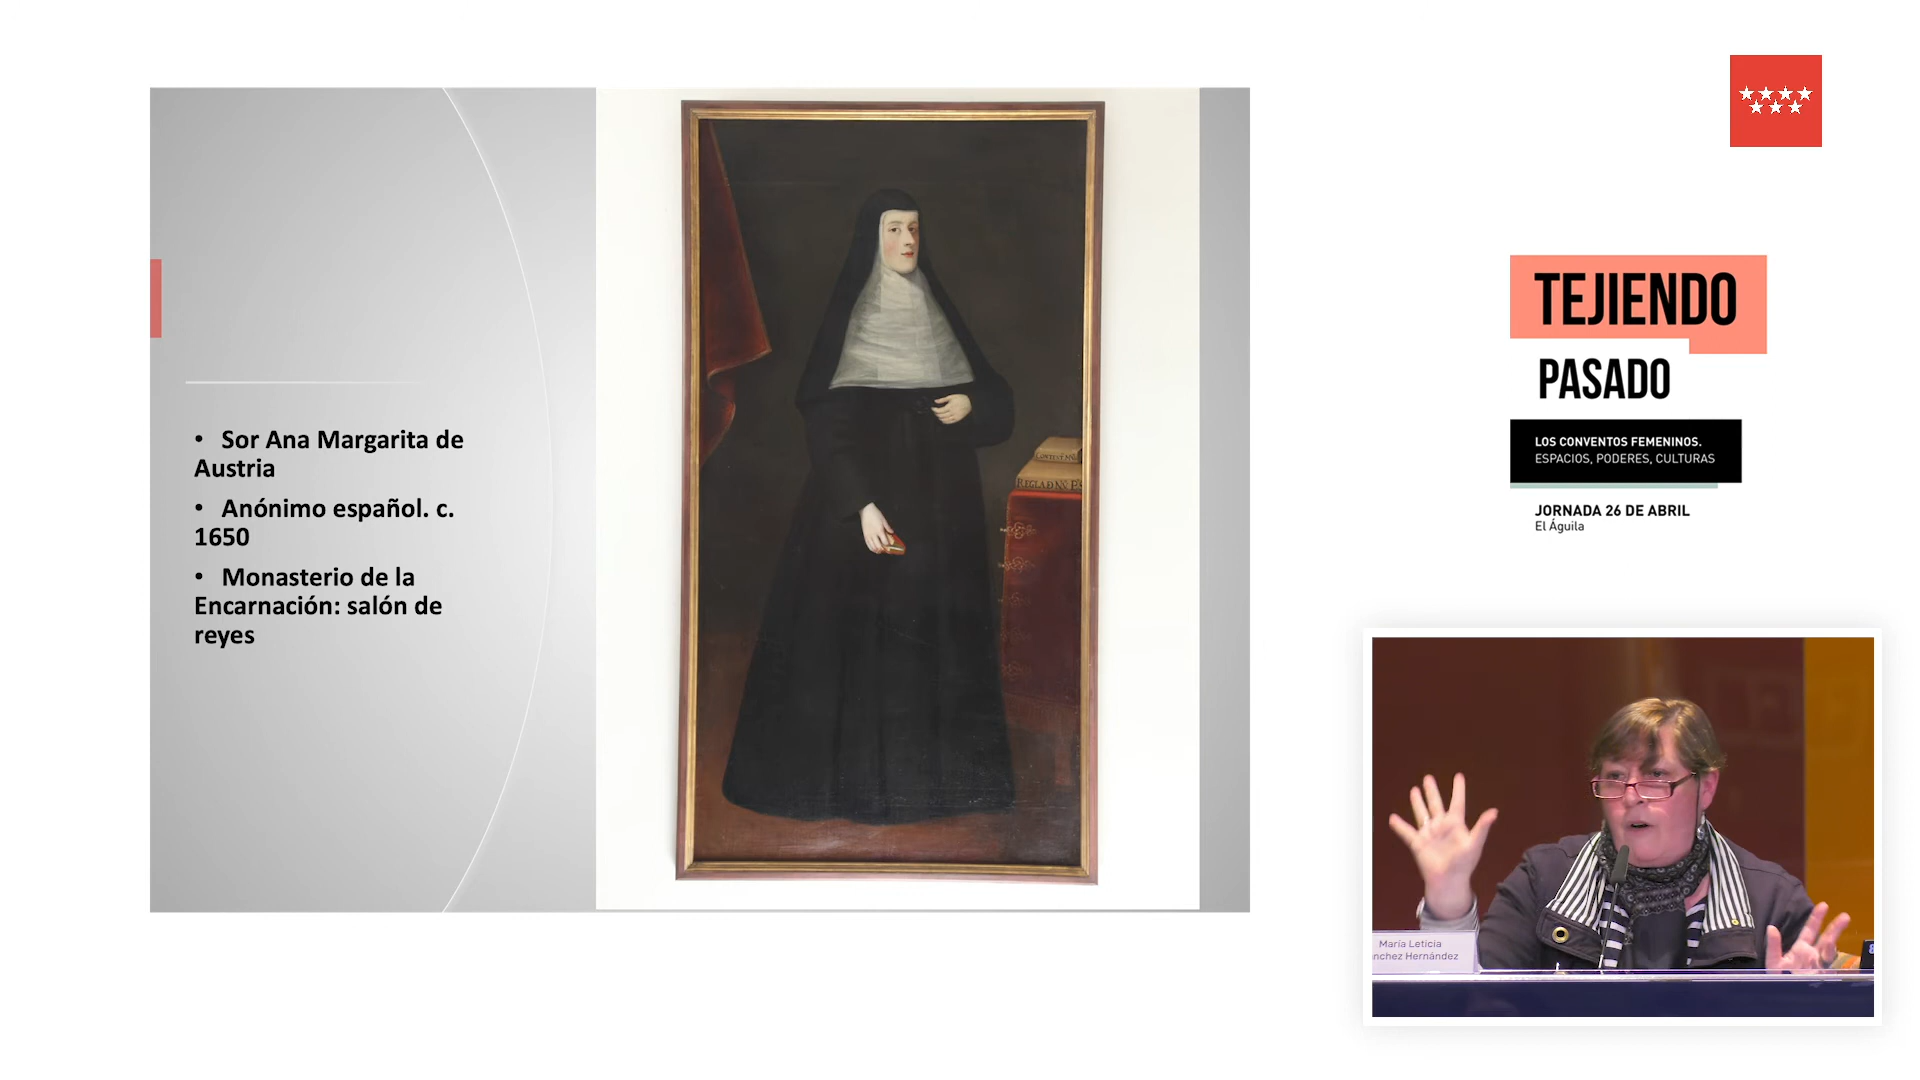 • Sor Ana Margarita de
Austria
• Anónimo español. c.
1650
• Monasterio de la
Encarnación: salón de
reyes
REGLA D N. P. S
TEJIENDO
PASADO
LOS CONVENTOS FEMENINOS.
ESPACIOS, PODERES, CULTURAS
JORNADA 26 DE ABRIL
El Águila
María Leticia
nchez Hernández